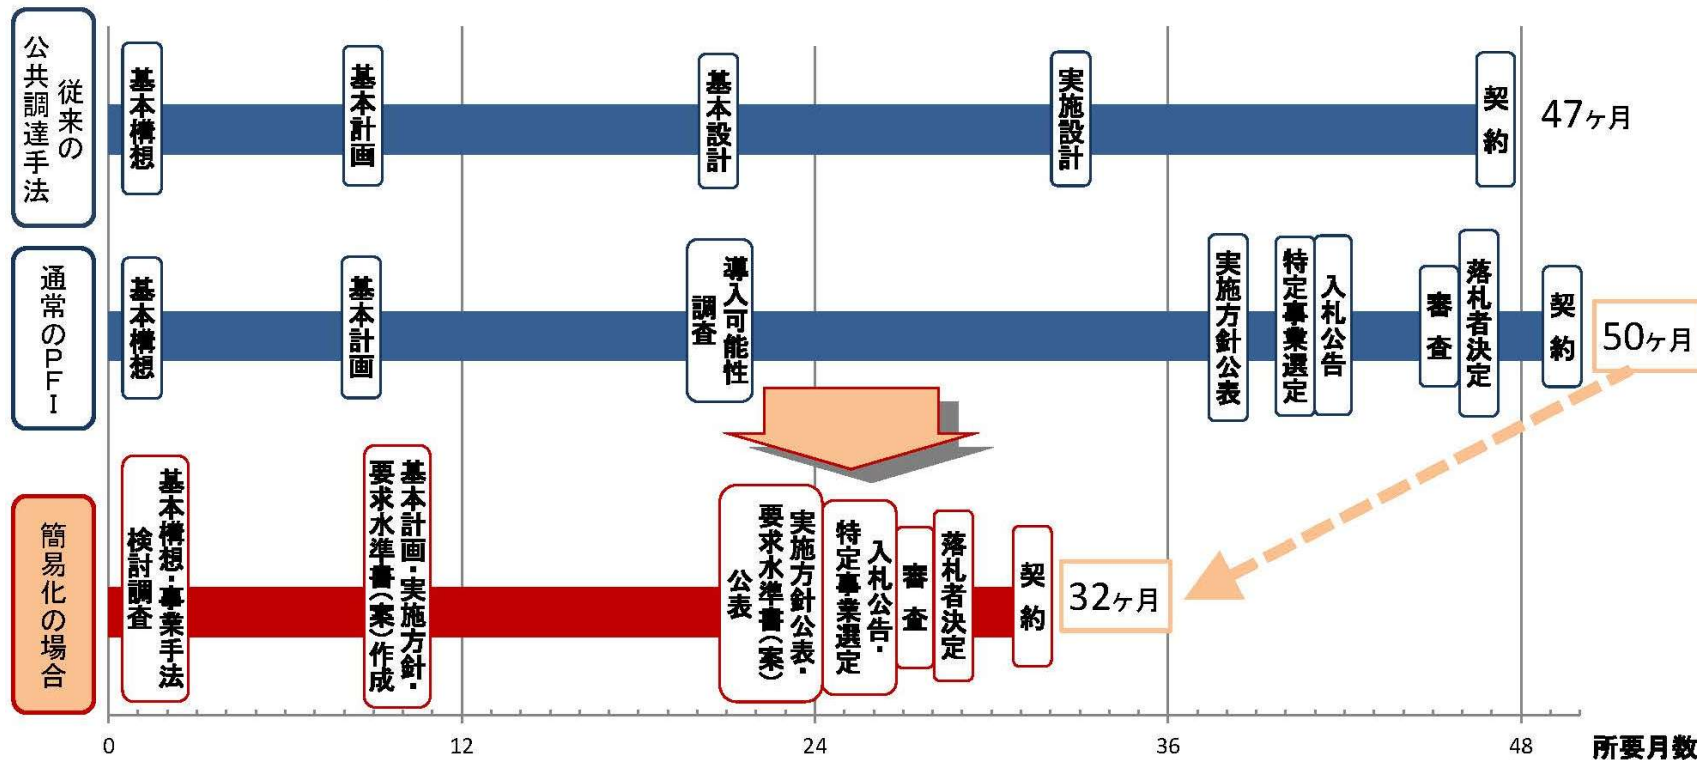 従来の
公共調達手法
基本構想
基本計画
基本設計
実施設計
契約
47ヶ月
通常のPFI
基本構想
基本計画
導入可能性
調査
実施方針公表
特定事業選定
入札公告
審査
落札者決定
契約
50ヶ月
簡易化の場合
基本構想・事業手法
検討調査
基本計画・実施方針・
要求水準書(案)作成
実施方針公表・
要求水準書(案)
公表
入札公告・
特定事業選定
審査
落札者決定
契約
32ヶ月
0
12
24
36
48
所要月数